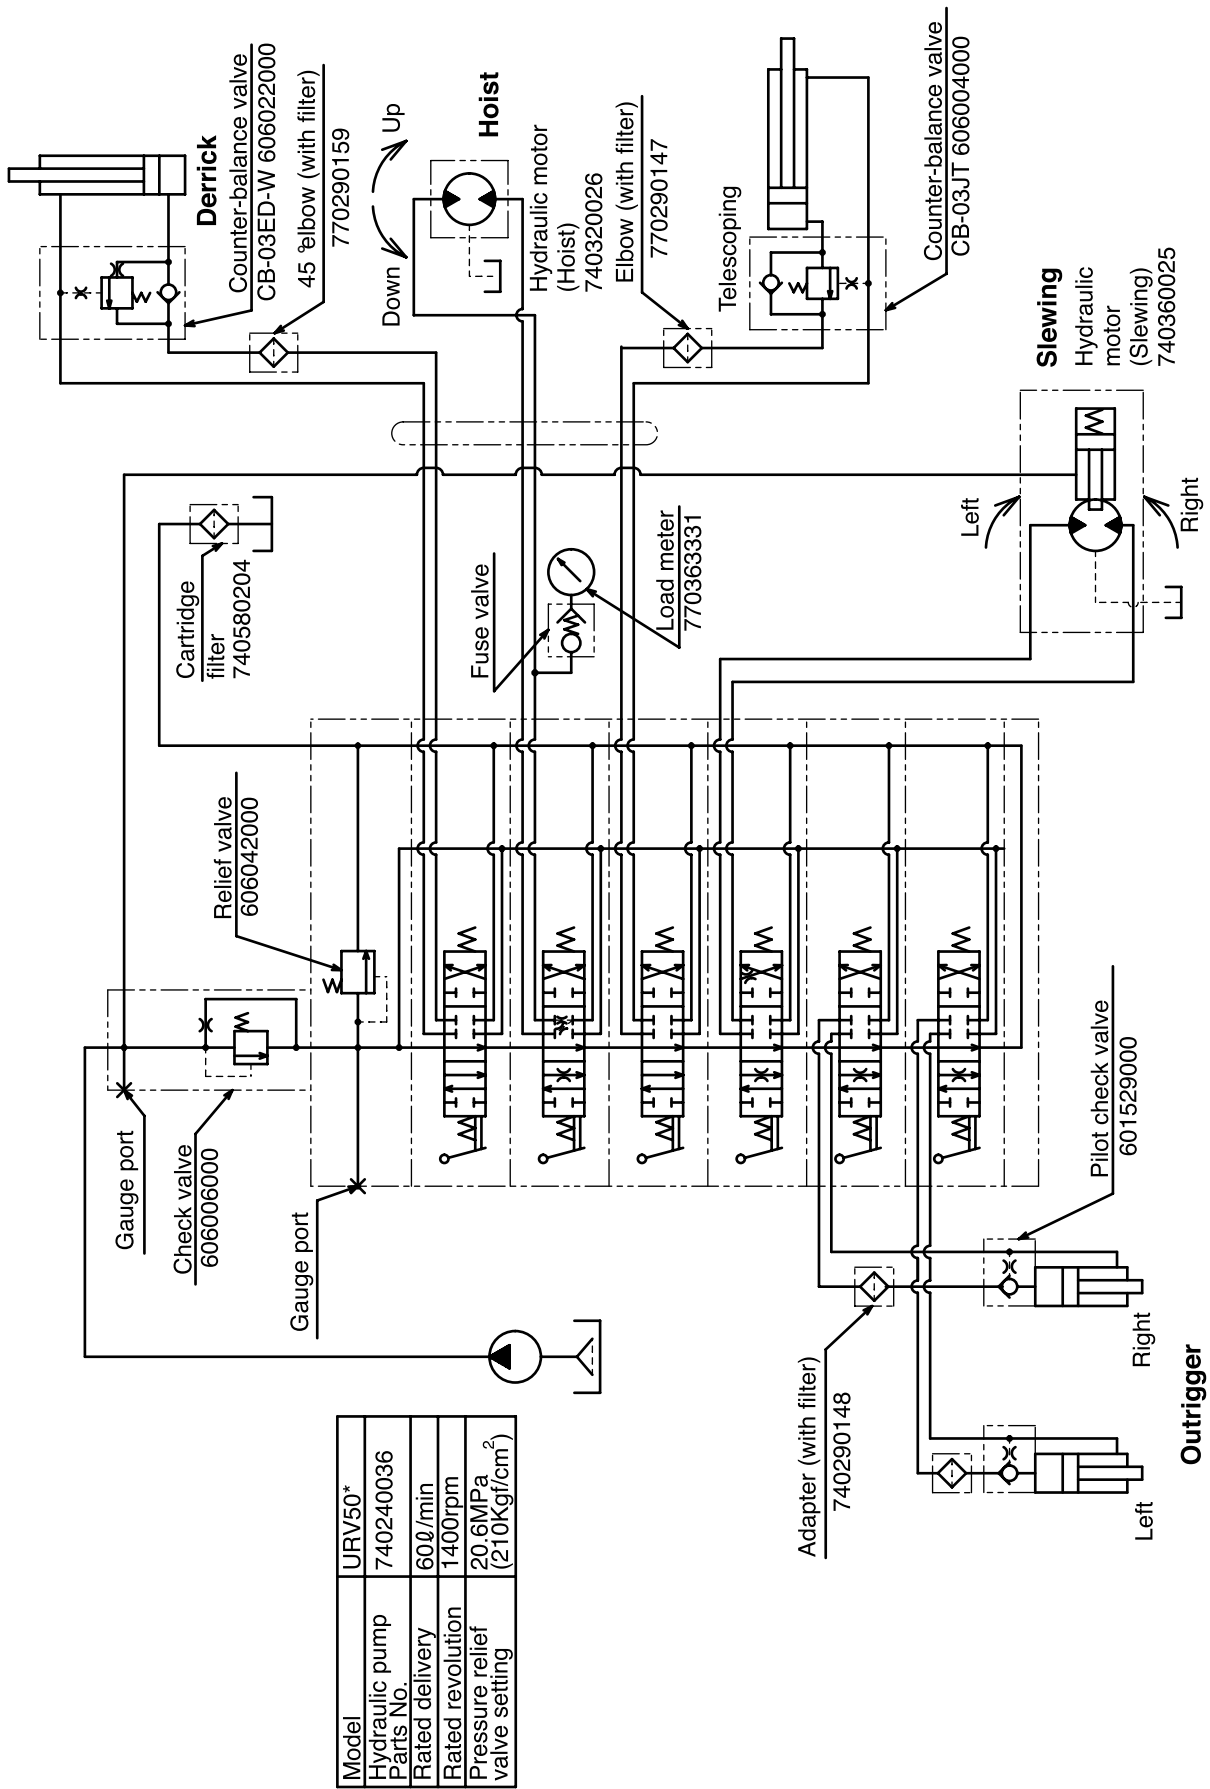 Model URV50*
Hydraulic pump
Parts No. 740240036
Rated delivery 60ℓ/min
Rated revolution 1400rpm
Pressure relief
valve setting
20.6MPa
(210Kgf/cm²)
Gauge port
Check valve
606006000
Gauge port
Relief valve
606042000
Cartridge
filter
740580204
Derrick
Counter-balance valve
CB-03ED-W 606022000
45°elbow (with filter)
770290159
Down
Up
Hoist
Hydraulic motor
(Hoist)
740320026
Fuse valve
Load meter
770363331
Elbow (with filter)
770290147
Telescoping
Counter-balance valve
CB-03JT 606004000
Slewing
Hydraulic
motor
(Slewing)
740360025
Left
Right
Adapter (with filter)
740290148
Pilot check valve
601529000
Left
Right
Outrigger